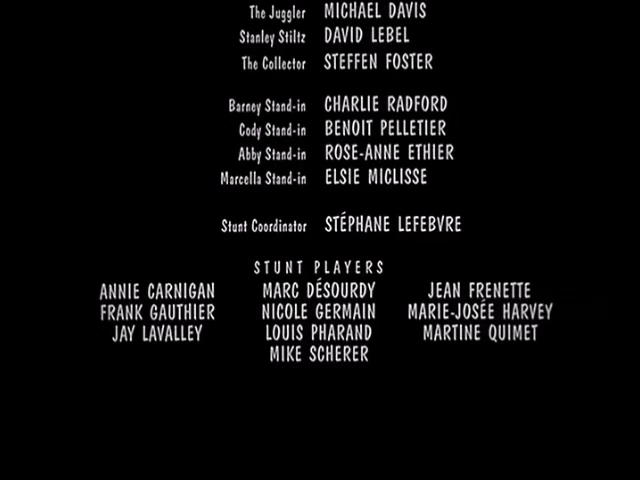 The Juggler MICHAEL DAVIS
Stanley Stiltz DAVID LEBEL
The Collector STEFFEN FOSTER
Barney Stand-in CHARLIE RADFORD
Cody Stand-in BENOIT PELLETIER
Abby Stand-in ROSE-ANNE ETHIER
Marcella Stand-in ELSIE MICLISSE
Stunt Coordinator STÉPHANE LEFEBVRE
STUNT PLAYERS
ANNIE CARNIGAN MARC DÉSOURDY JEAN FRENETTE
FRANK GAUTHIER NICOLE GERMAIN MARIE-JOSÉE HARVEY
JAY LAVALLEY LOUIS PHARAND MARTINE QUIMET
MIKE SCHERER